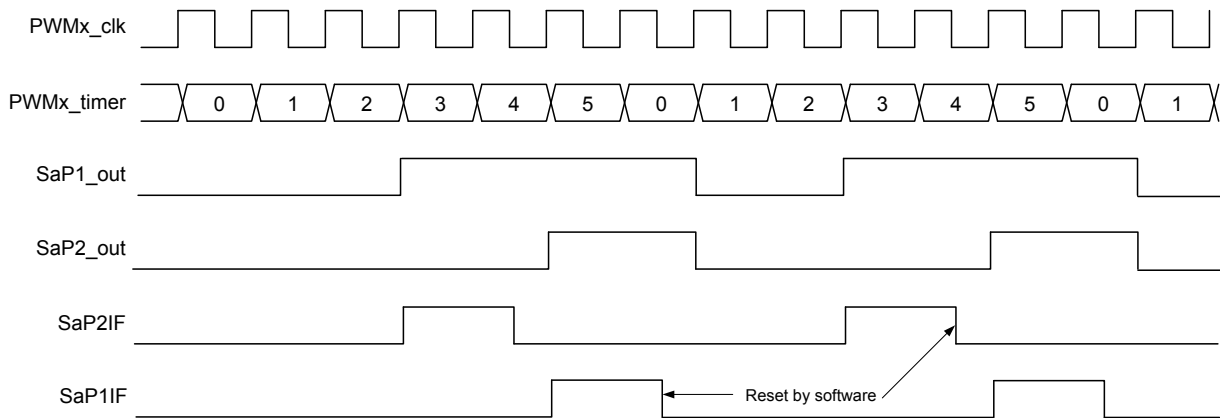 PWMx_clk
PWMx_timer 0 1 2 3 4 5 0 1 2 3 4 5 0 1
SaP1_out
SaP2_out
SaP2IF
SaP1IF Reset by software